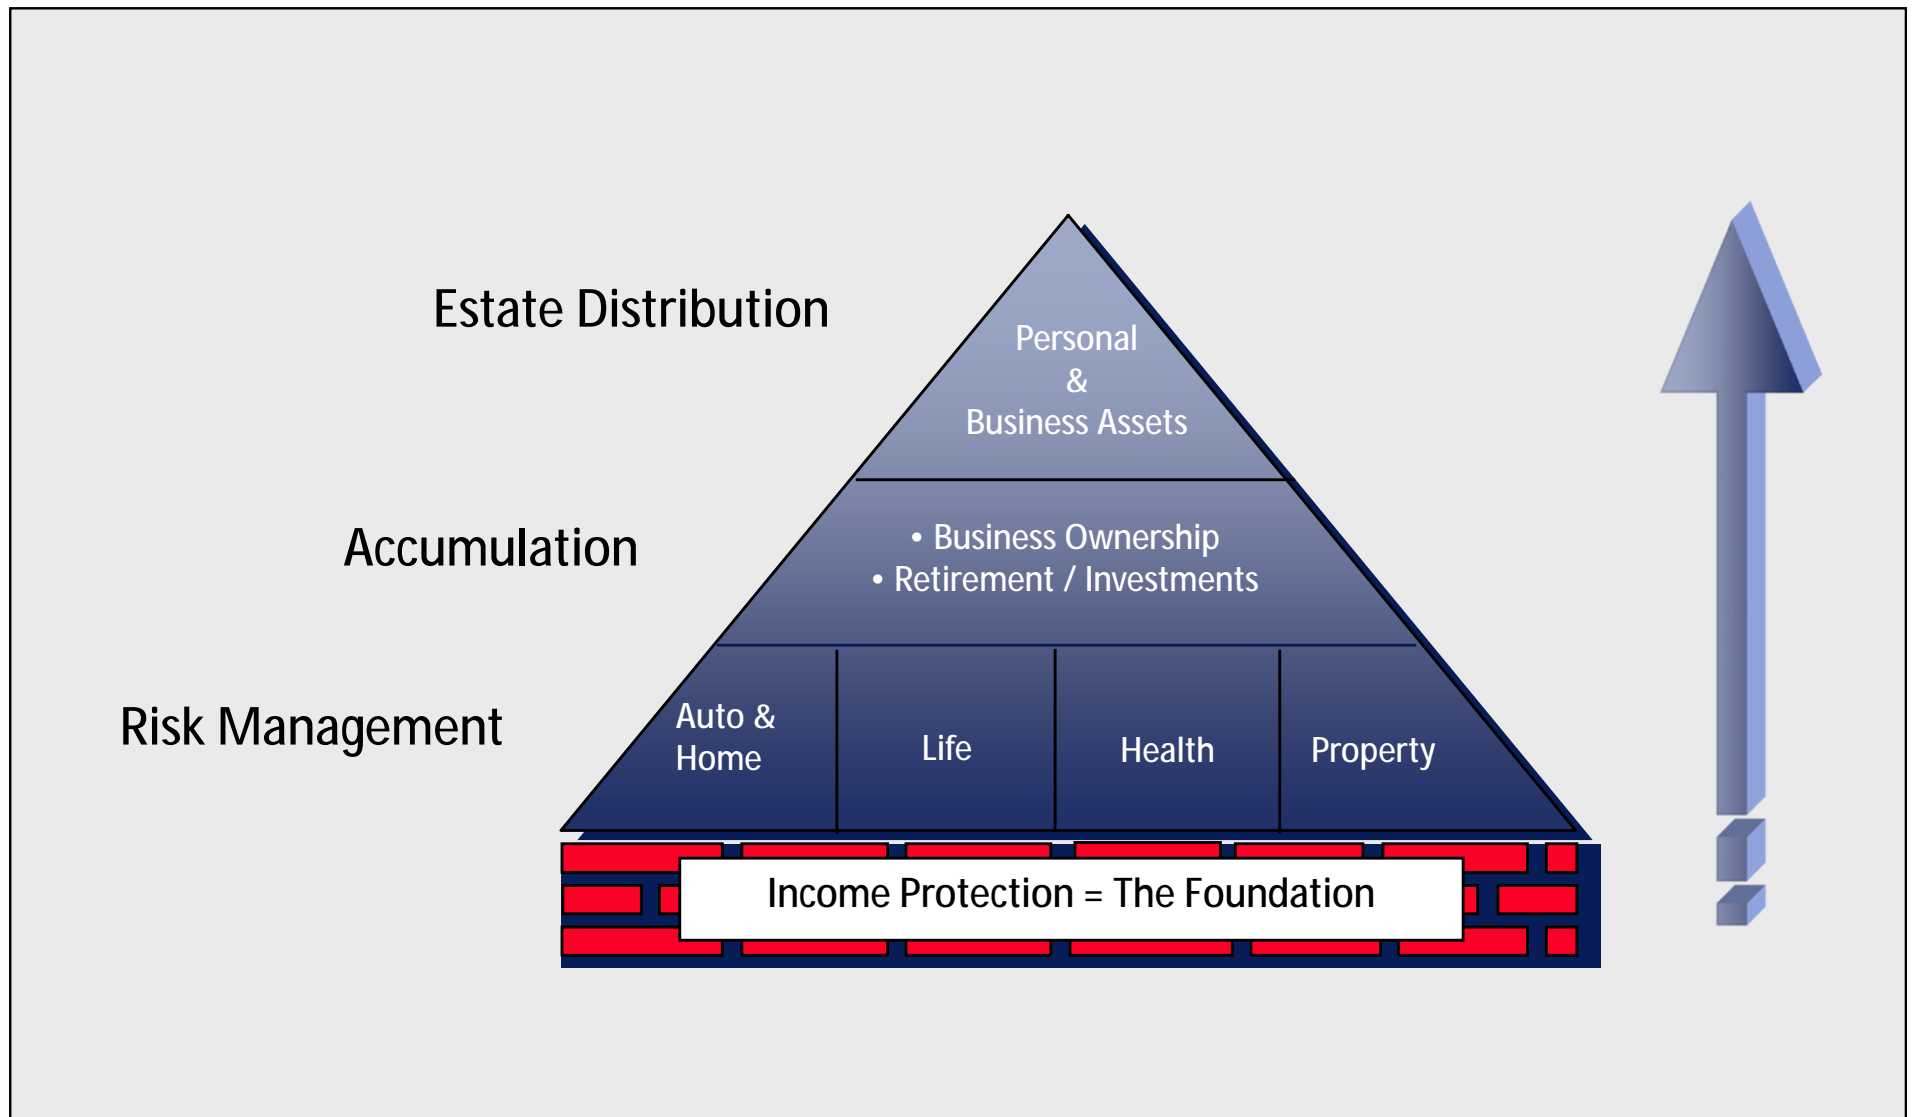 Estate Distribution
Personal
&
Business Assets
Accumulation
• Business Ownership
• Retirement / Investments
Risk Management
Auto &
Home
Life
Health
Property
Income Protection = The Foundation